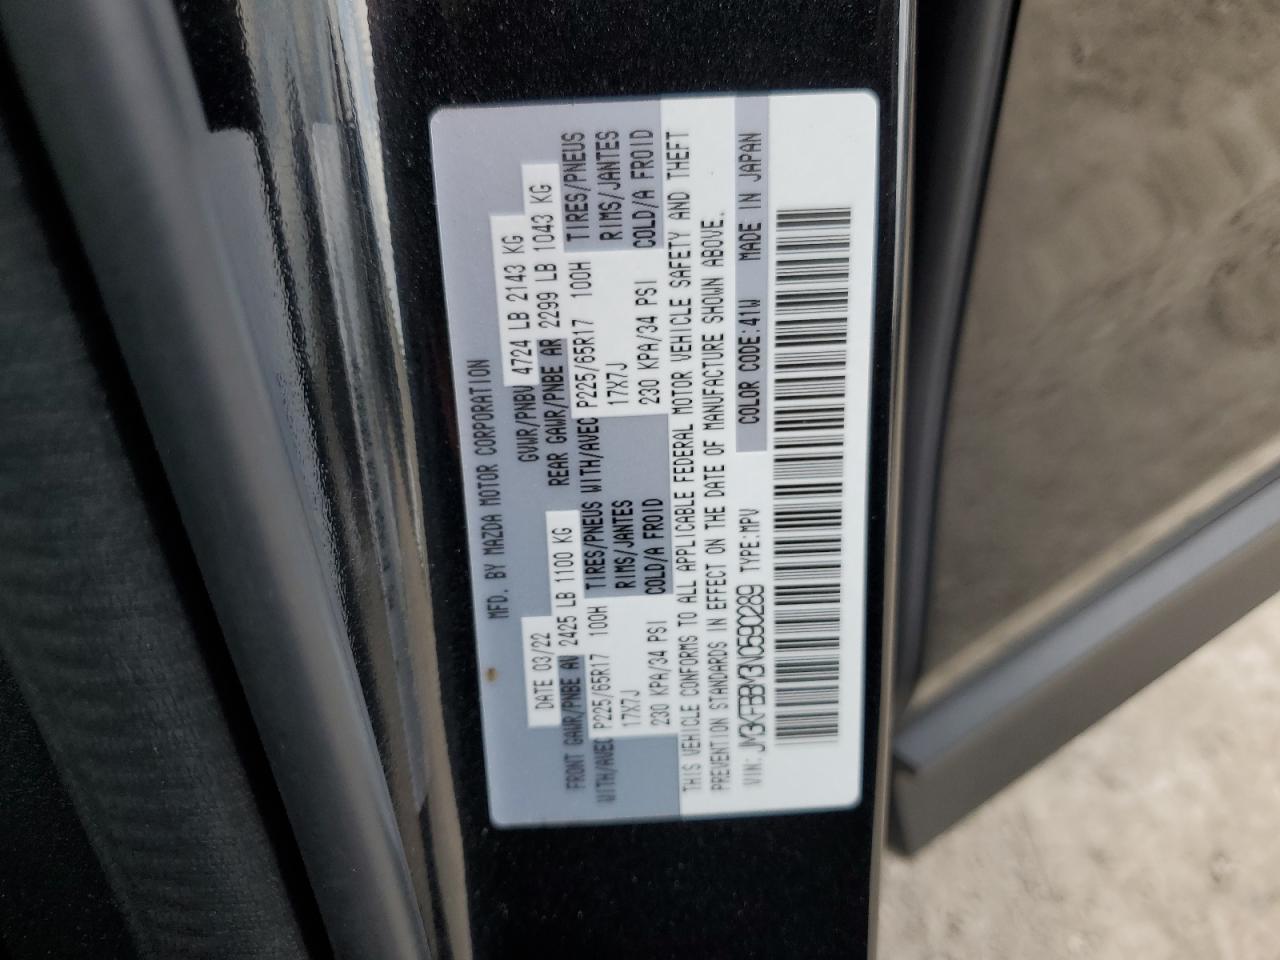 MFD. BY MAZDA MOTOR CORPORATION
DATE 03/22 GVWR/PNBV 4724 LB 2143 KG
FRONT GAWR/PNBE AV 2425 LB 1100 KG REAR GAWR/PNBE AR 2299 LB 1043 KG
WITH/AVEC P225/65R17 100H TIRES/PNEUS WITH/AVEC P225/65R17 100H TIRES/PNEUS
17X7J RIMS/JANTES 17X7J RIMS/JANTES
230 KPA/34 PSI COLD/A FROID 230 KPA/34 PSI COLD/A FROID
THIS VEHICLE CONFORMS TO ALL APPLICABLE FEDERAL MOTOR VEHICLE SAFETY AND THEFT
PREVENTION STANDARDS IN EFFECT ON THE DATE OF MANUFACTURE SHOWN ABOVE.
VIN: JM3KFBBM3N0590289 TYPE:MPV COLOR CODE:41W MADE IN JAPAN